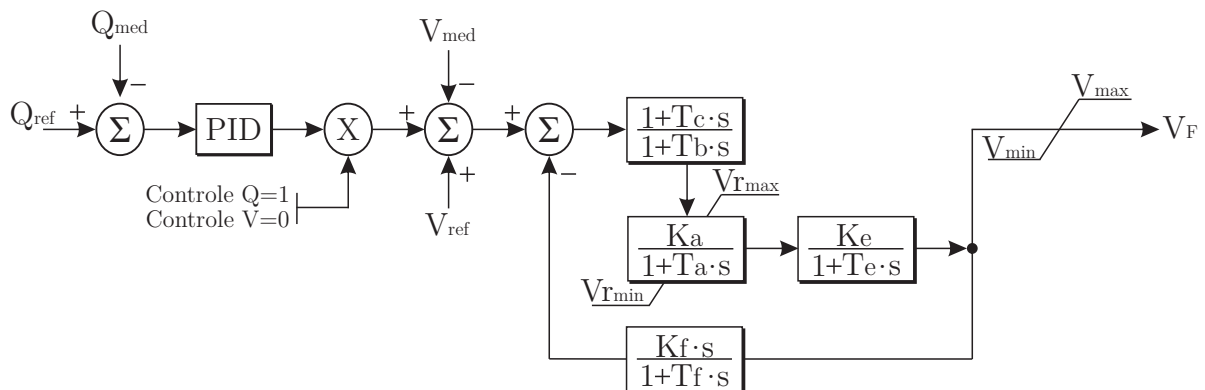 Qmed
Vmed
Qref
+
−
Σ
PID
X
+
−
Σ
+
+
Σ
−
1+Tc·s
1+Tb·s
Vmax
Vmin
VF
Controle Q=1
Controle V=0
Vref
Vrmax
Ka
1+Ta·s
Vrmin
Ke
1+Te·s
Kf·s
1+Tf·s